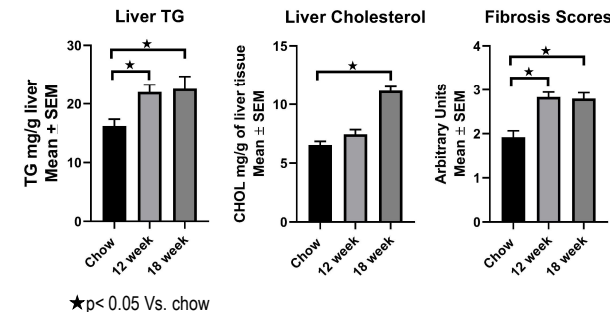 Liver TG
TG mg/g liver
Mean ± SEM
30
20
10
0
Chow
12 week
18 week
★
★
Liver Cholesterol
CHOL mg/g of liver tissue
Mean ± SEM
15
10
5
0
Chow
12 week
18 week
★
Fibrosis Scores
Arbitrary Units
Mean ± SEM
4
3
2
1
0
Chow
12 week
18 week
★
★
★p< 0.05 Vs. chow